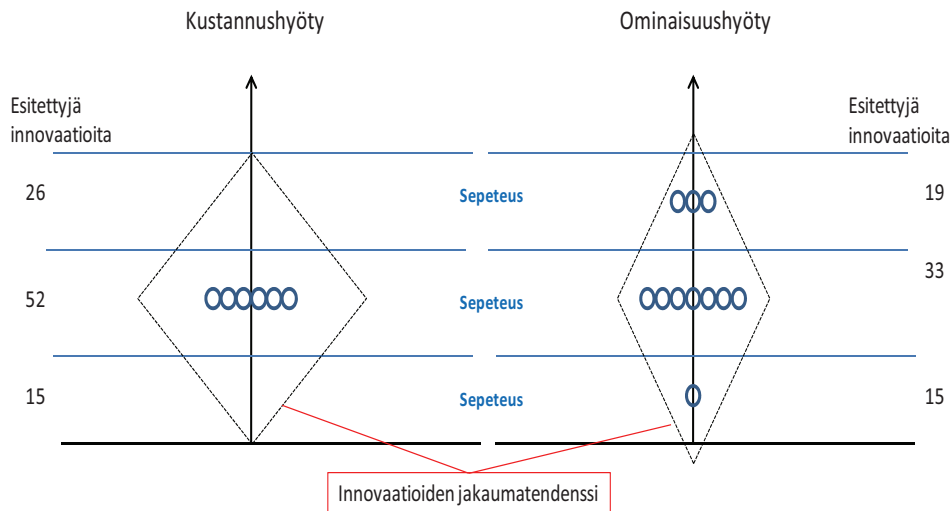 Kustannushyöty
Ominaisuushyöty
Esitettyjä
innovaatioita
Esitettyjä
innovaatioita
26
Sepeteus
19
33
52
Sepeteus
15
Sepeteus
15
Innovaatioiden jakaumatendenssi